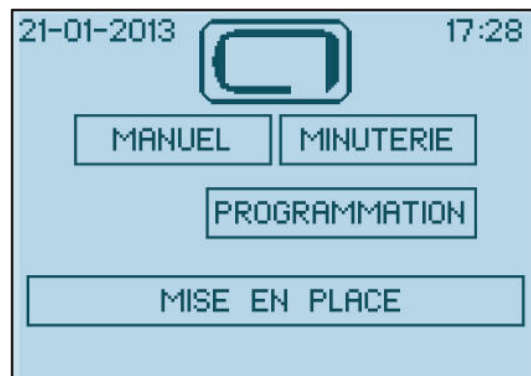 21-01-2013 17:28
MANUEL MINUTERIE
PROGRAMMATION
MISE EN PLACE